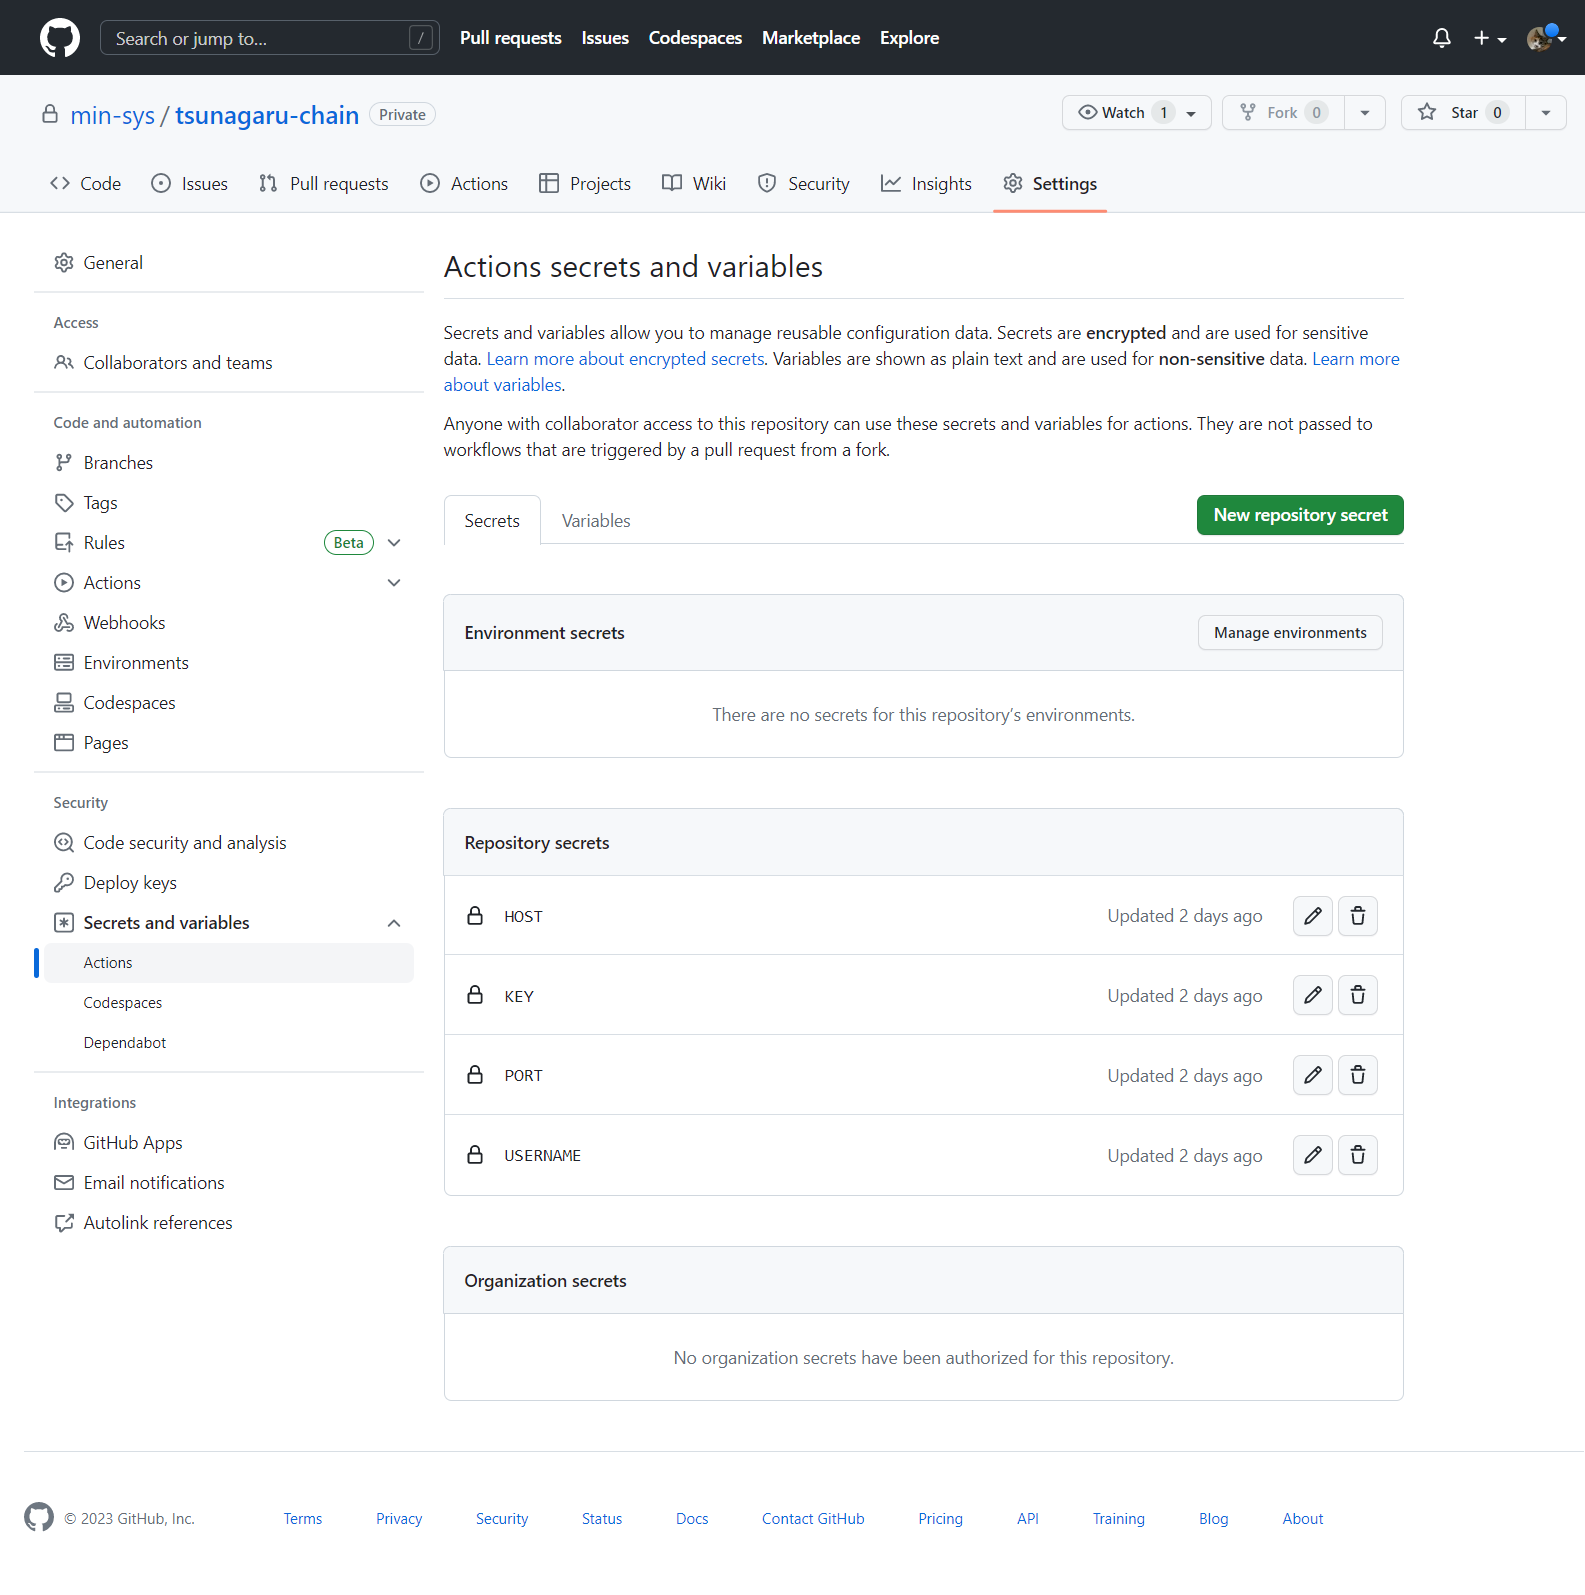 Search or jump to... /
Pull requests Issues Codespaces Marketplace Explore
min-sys / tsunagaru-chain Private
Watch 1 Fork 0 Star 0
Code Issues Pull requests Actions Projects Wiki Security Insights Settings
General
Access
Collaborators and teams
Code and automation
Branches
Tags
Rules Beta
Actions
Webhooks
Environments
Codespaces
Pages
Security
Code security and analysis
Deploy keys
Secrets and variables
Actions
Codespaces
Dependabot
Integrations
GitHub Apps
Email notifications
Autolink references
Actions secrets and variables
Secrets and variables allow you to manage reusable configuration data. Secrets are encrypted and are used for sensitive
data. Learn more about encrypted secrets. Variables are shown as plain text and are used for non-sensitive data. Learn more
about variables.
Anyone with collaborator access to this repository can use these secrets and variables for actions. They are not passed to
workflows that are triggered by a pull request from a fork.
Secrets Variables New repository secret
Environment secrets Manage environments
There are no secrets for this repository’s environments.
Repository secrets
HOST Updated 2 days ago
KEY Updated 2 days ago
PORT Updated 2 days ago
USERNAME Updated 2 days ago
Organization secrets
No organization secrets have been authorized for this repository.
© 2023 GitHub, Inc. Terms Privacy Security Status Docs Contact GitHub Pricing API Training Blog About